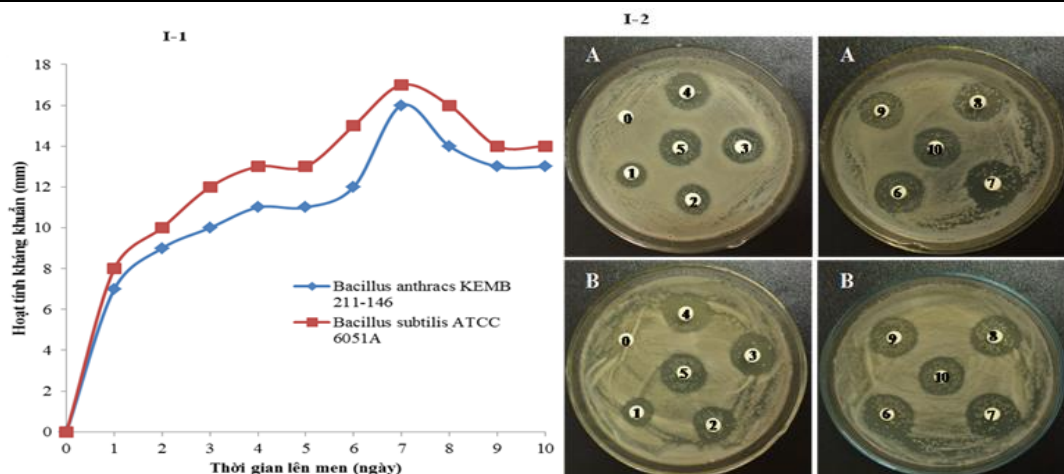 I-1
I-2
Hoạt tính kháng khuẩn (mm)
18
16
14
12
10
8
6
4
2
0
Bacillus anthracs KEMB
211-146
Bacillus subtilis ATCC
6051A
0 1 2 3 4 5 6 7 8 9 10
Thời gian lên men (ngày)
A
4
0
5
3
1
2
A
9
8
10
6
7
B
4
0
3
5
1
2
B
9
8
10
6
7